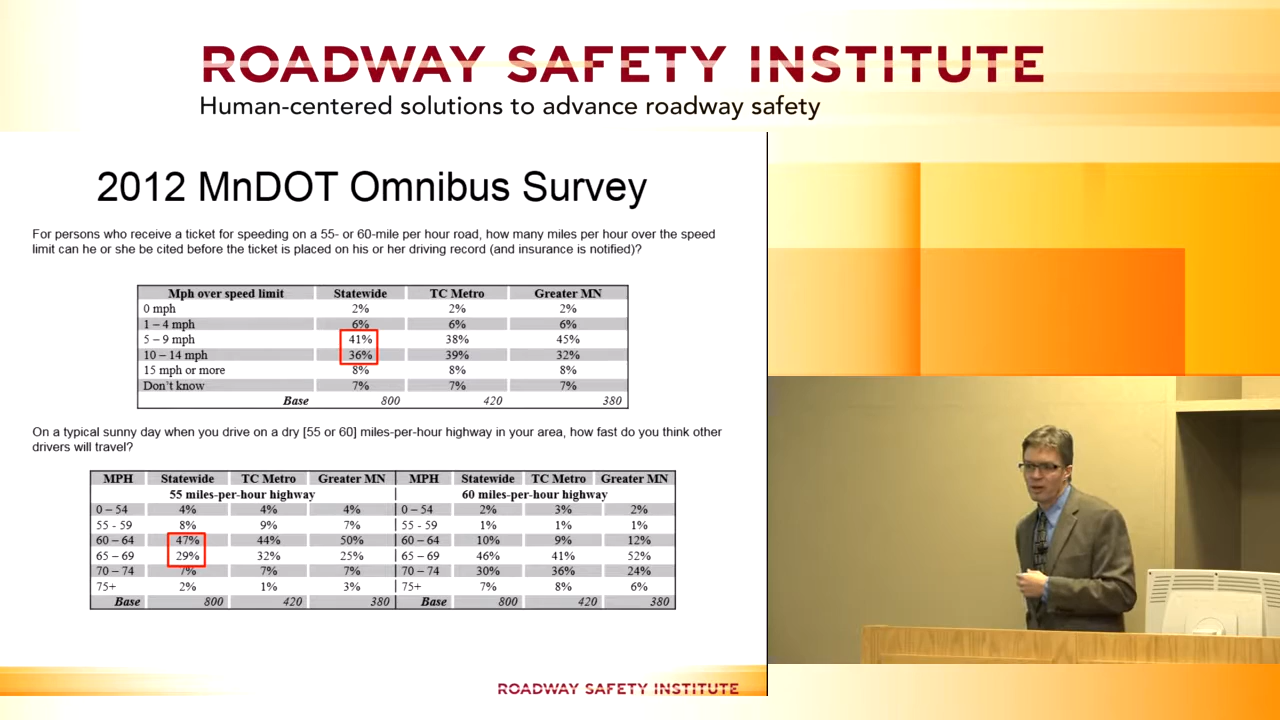 ROADWAY SAFETY INSTITUTE
Human-centered solutions to advance roadway safety
2012 MnDOT Omnibus Survey
For persons who receive a ticket for speeding on a 55- or 60-mile per hour road, how many miles per hour over the speed
limit can he or she be cited before the ticket is placed on his or her driving record (and insurance is notified)?
Mph over speed limit Statewide TC Metro Greater MN
0 mph 2% 2% 2%
1 – 4 mph 6% 6% 6%
5 – 9 mph 41% 38% 45%
10 – 14 mph 36% 39% 32%
15 mph or more 8% 8% 8%
Don't know 7% 7% 7%
Base 800 420 380
On a typical sunny day when you drive on a dry [55 or 60] miles-per-hour highway in your area, how fast do you think other
drivers will travel?
MPH Statewide TC Metro Greater MN MPH Statewide TC Metro Greater MN
55 miles-per-hour highway 60 miles-per-hour highway
0 – 54 4% 4% 4% 0 – 54 2% 3% 2%
55 - 59 8% 9% 7% 55 - 59 1% 1% 1%
60 – 64 47% 44% 50% 60 – 64 10% 9% 12%
65 – 69 29% 32% 25% 65 – 69 46% 41% 52%
70 – 74 7% 7% 7% 70 – 74 30% 36% 24%
75+ 2% 1% 3% 75+ 7% 8% 6%
Base 800 420 380 Base 800 420 380
ROADWAY SAFETY INSTITUTE